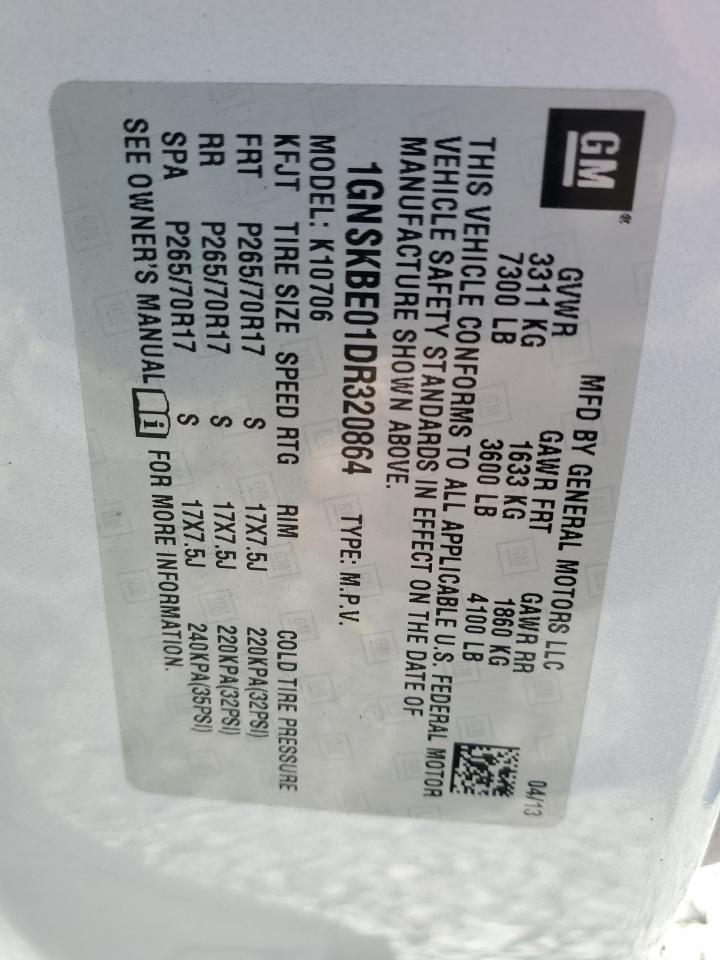 GM®
MFD BY GENERAL MOTORS LLC 04/13
GVWR GAWR FRT GAWR RR
3311 KG 1633 KG 1860 KG
7300 LB 3600 LB 4100 LB
THIS VEHICLE CONFORMS TO ALL APPLICABLE U.S. FEDERAL MOTOR
VEHICLE SAFETY STANDARDS IN EFFECT ON THE DATE OF
MANUFACTURE SHOWN ABOVE.
1GNSKBE01DR320864 TYPE: M.P.V.
MODEL: K10706
KFJT TIRE SIZE SPEED RTG RIM COLD TIRE PRESSURE
FRT P265/70R17 S 17X7.5J 220KPA(32PSI)
RR P265/70R17 S 17X7.5J 220KPA(32PSI)
SPA P265/70R17 S 17X7.5J 240KPA(35PSI)
SEE OWNER'S MANUAL i FOR MORE INFORMATION.